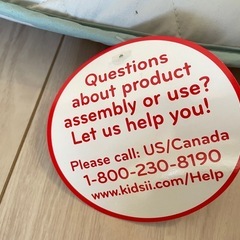 Questions
about product
assembly or use?
Let us help you!
Please call: US/Canada
1-800-230-8190
www.kidsii.com/Help